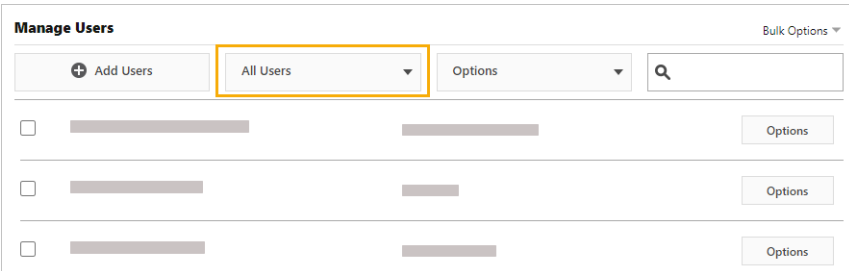 Manage Users
Bulk Options
Add Users All Users Options
Options
Options
Options